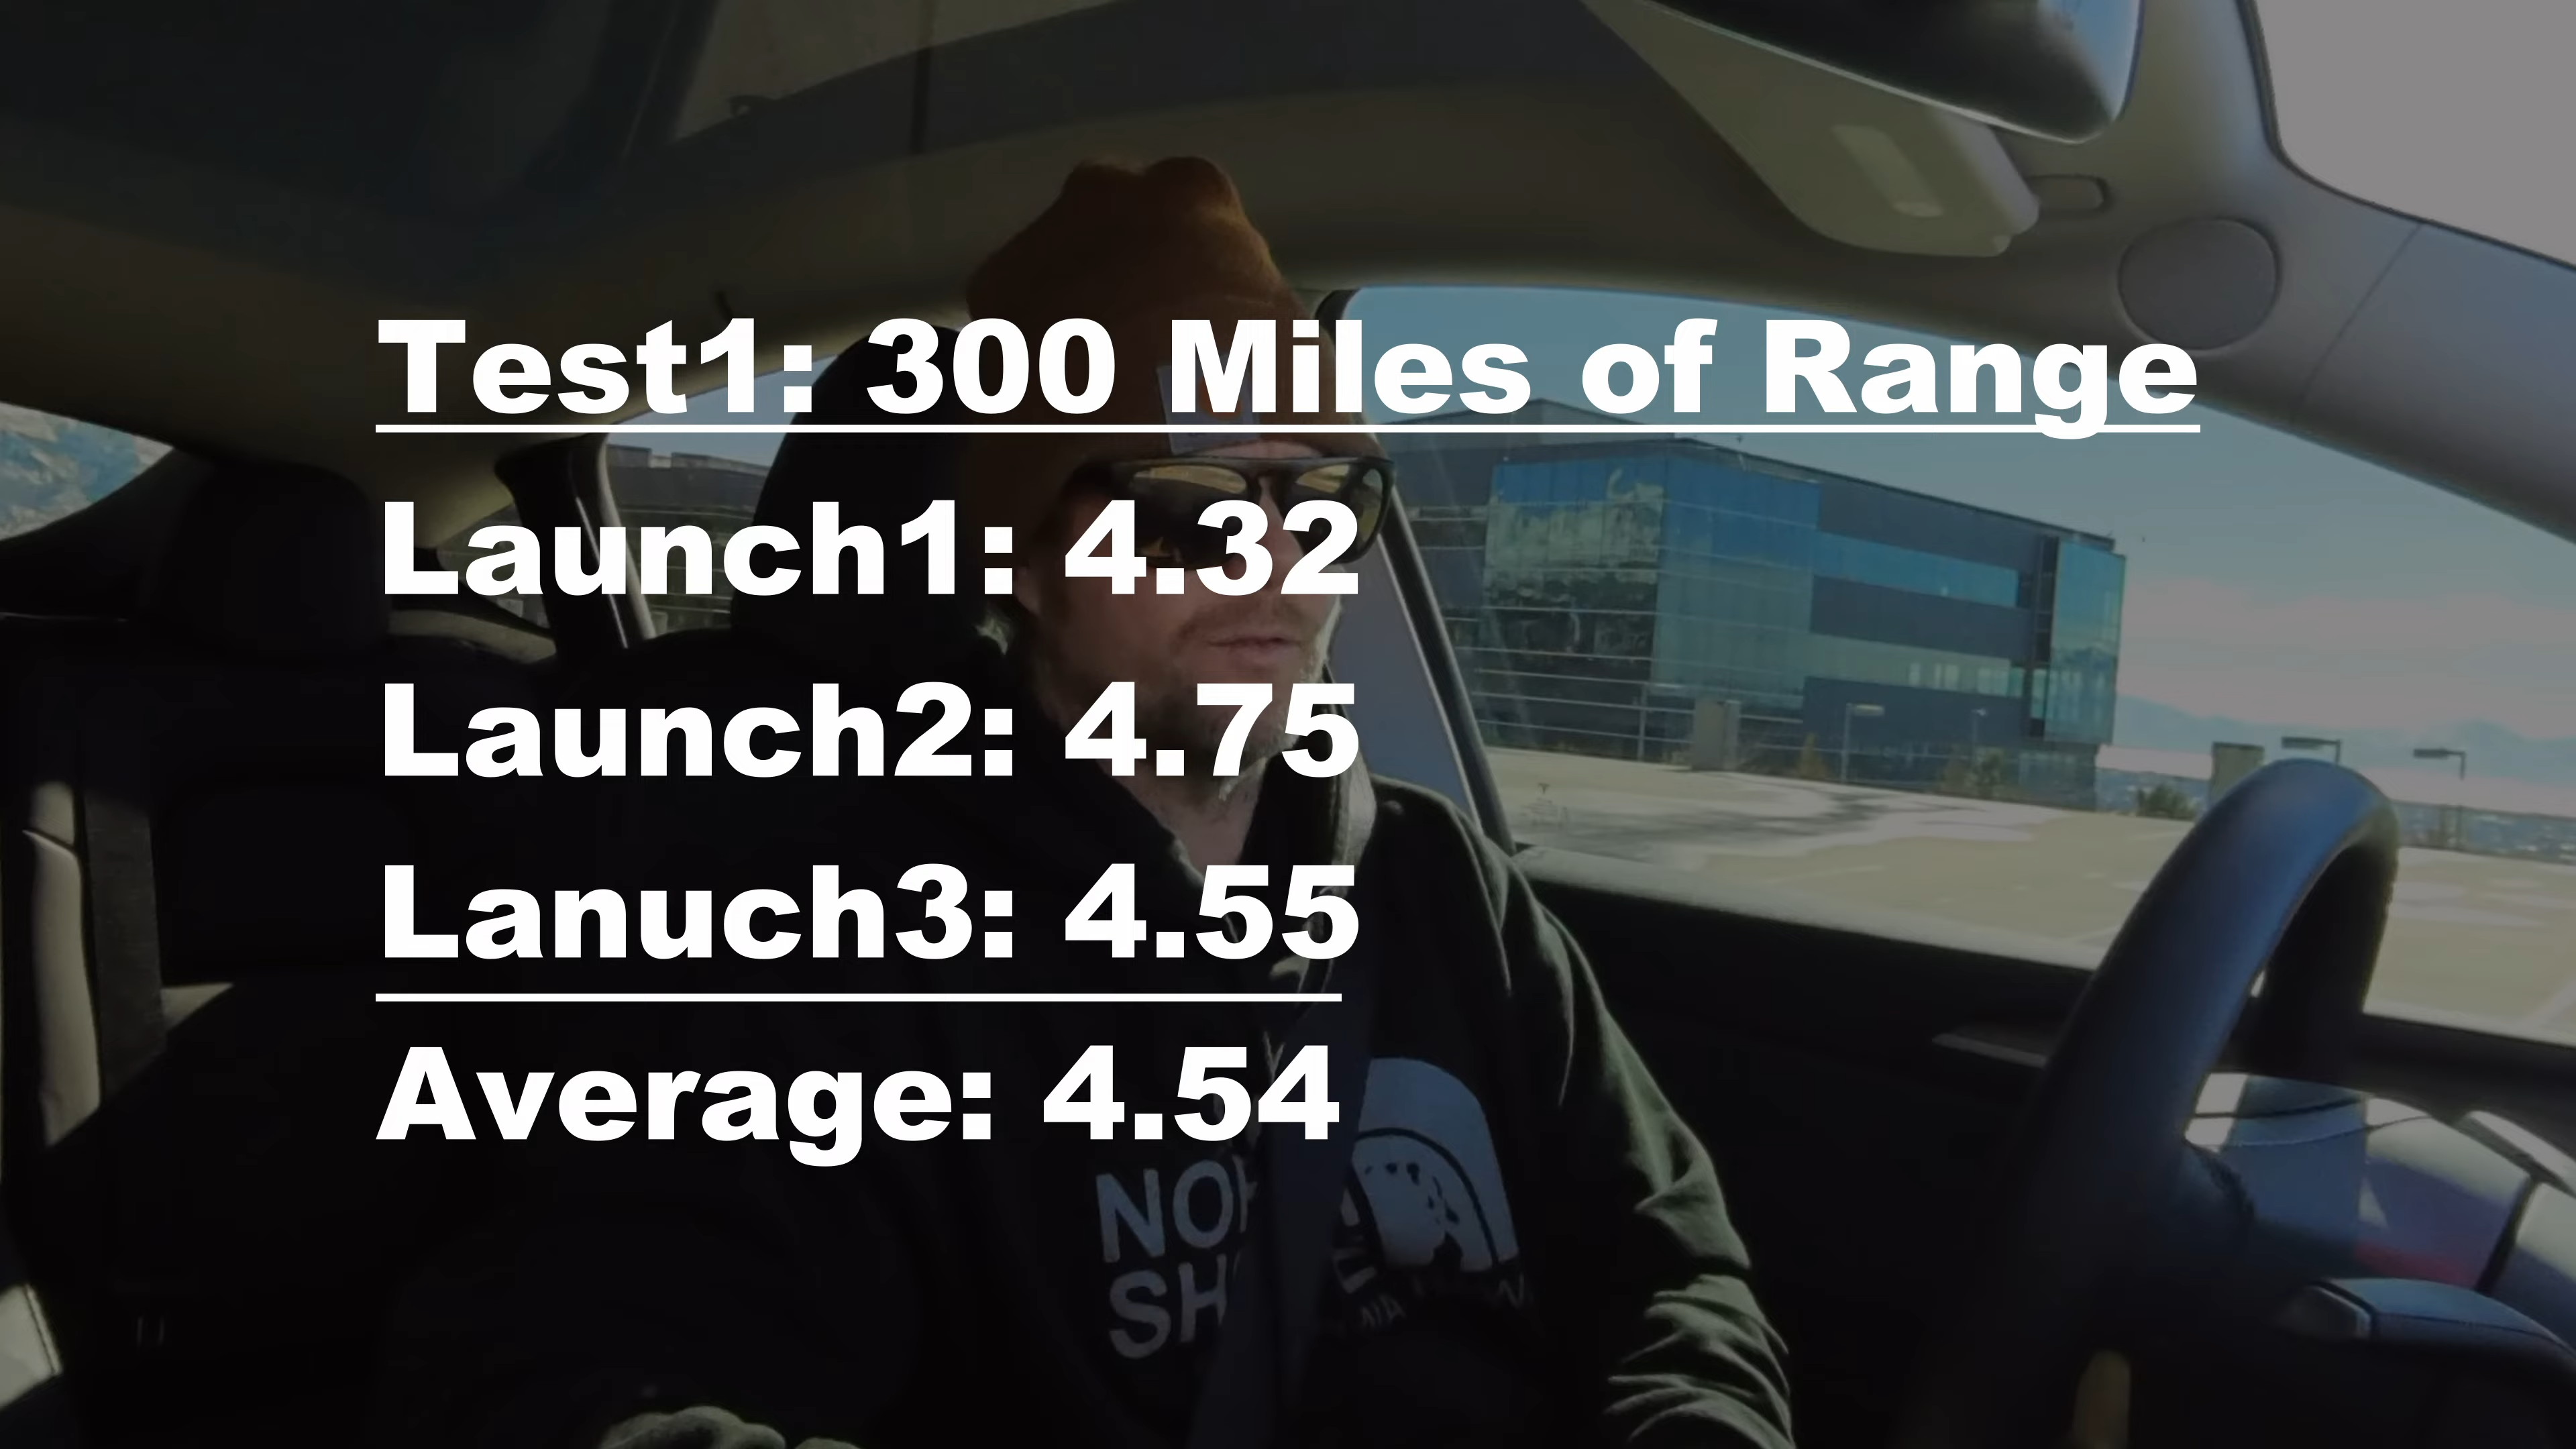 Test1: 300 Miles of Range
Launch1: 4.32
Launch2: 4.75
Lanuch3: 4.55
Average: 4.54